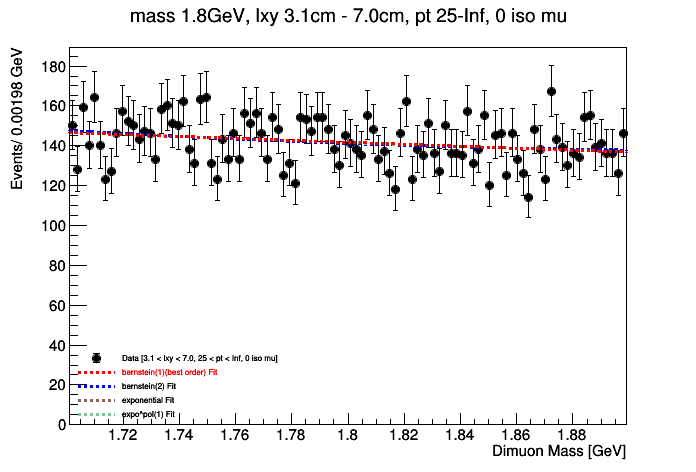 mass 1.8GeV, lxy 3.1cm - 7.0cm, pt 25-Inf, 0 iso mu
Events/ 0.00198 GeV
180
160
140
120
100
80
60
40
20
0
Data [3.1 < lxy < 7.0, 25 < pt < Inf, 0 iso mu]
bernstein(1)(best order) Fit
bernstein(2) Fit
exponential Fit
expo*pol(1) Fit
1.72 1.74 1.76 1.78 1.8 1.82 1.84 1.86 1.88
Dimuon Mass [GeV]